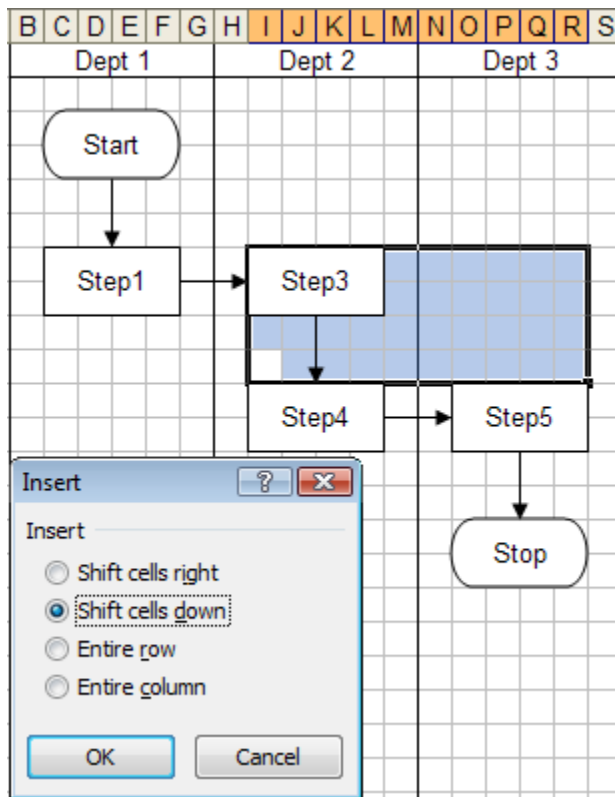 B C D E F G H I J K L M N O P Q R S
Dept 1 Dept 2 Dept 3
Start
Step1 Step3
Step4 Step5
Stop
Insert
Insert
Shift cells right
Shift cells down
Entire row
Entire column
OK Cancel